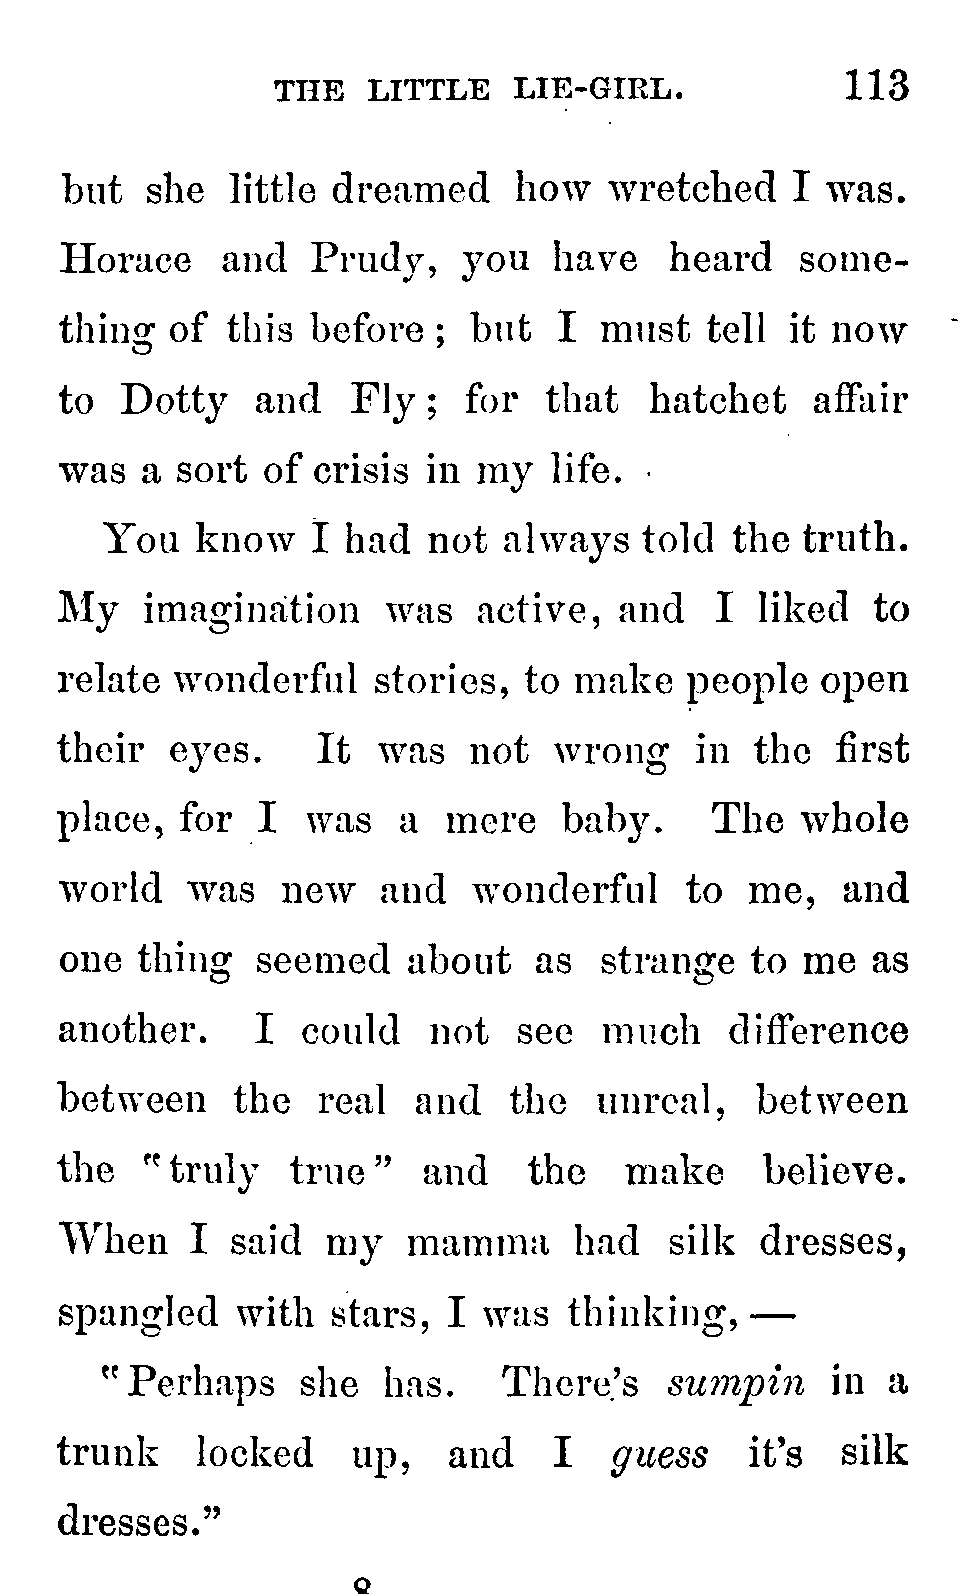 THE LITTLE LIE-GIRL. 113
but she little dreamed how wretched I was.
Horace and Prudy, you have heard some-
thing of this before; but I must tell it now
to Dotty and Fly; for that hatchet affair
was a sort of crisis in my life.
You know I had not always told the truth.
My imagination was active, and I liked to
relate wonderful stories, to make people open
their eyes. It was not wrong in the first
place, for I was a mere baby. The whole
world was new and wonderful to me, and
one thing seemed about as strange to me as
another. I could not see much difference
between the real and the unreal, between
the "truly true" and the make believe.
When I said my mamma had silk dresses,
spangled with stars, I was thinking,—
"Perhaps she has. There's sumpin in a
trunk locked up, and I guess it's silk
dresses."
8